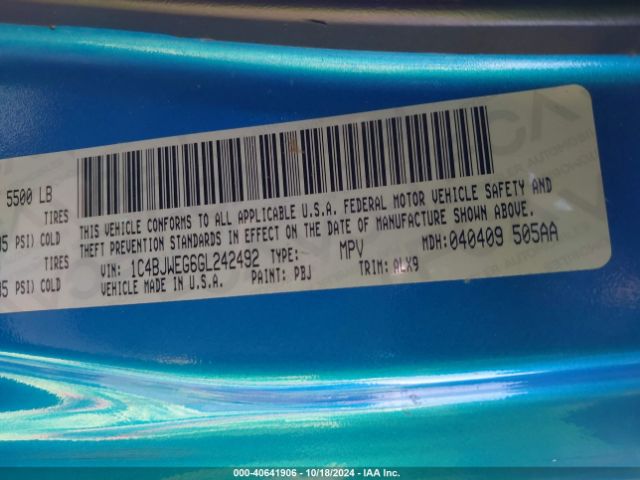 5500 LB
TIRES
PSI) COLD
TIRES
PSI) COLD
THIS VEHICLE CONFORMS TO ALL APPLICABLE U.S.A. FEDERAL MOTOR VEHICLE SAFETY AND
THEFT PREVENTION STANDARDS IN EFFECT ON THE DATE OF MANUFACTURE SHOWN ABOVE.
VIN: 1C4BJWEG6GL242492 TYPE: MPV MDH: 040409 505AA
VEHICLE MADE IN U.S.A. PAINT: PBJ TRIM: ALX9
000-40641906 - 10/18/2024 - IAA Inc.